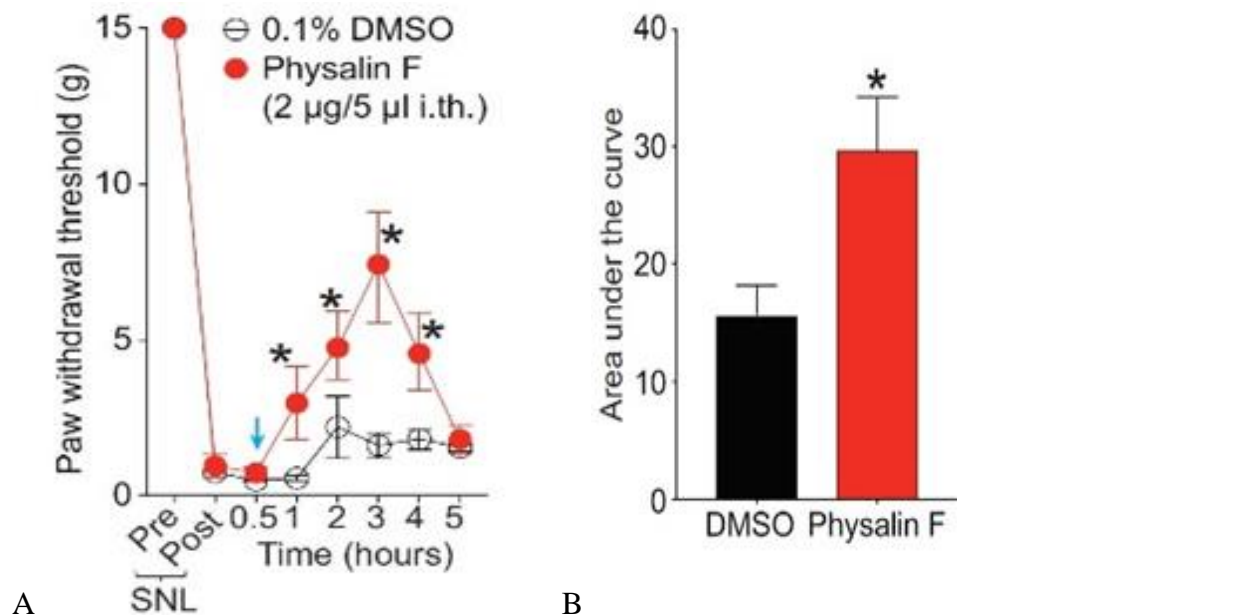 15
10
5
0
Paw withdrawal threshold (g)
0.1% DMSO
Physalin F
(2 µg/5 µl i.th.)
*
*
*
*
Pre
Post
0.5
1
2
3
4
5
Time (hours)
SNL
A
40
30
20
10
0
Area under the curve
*
DMSO
Physalin F
B